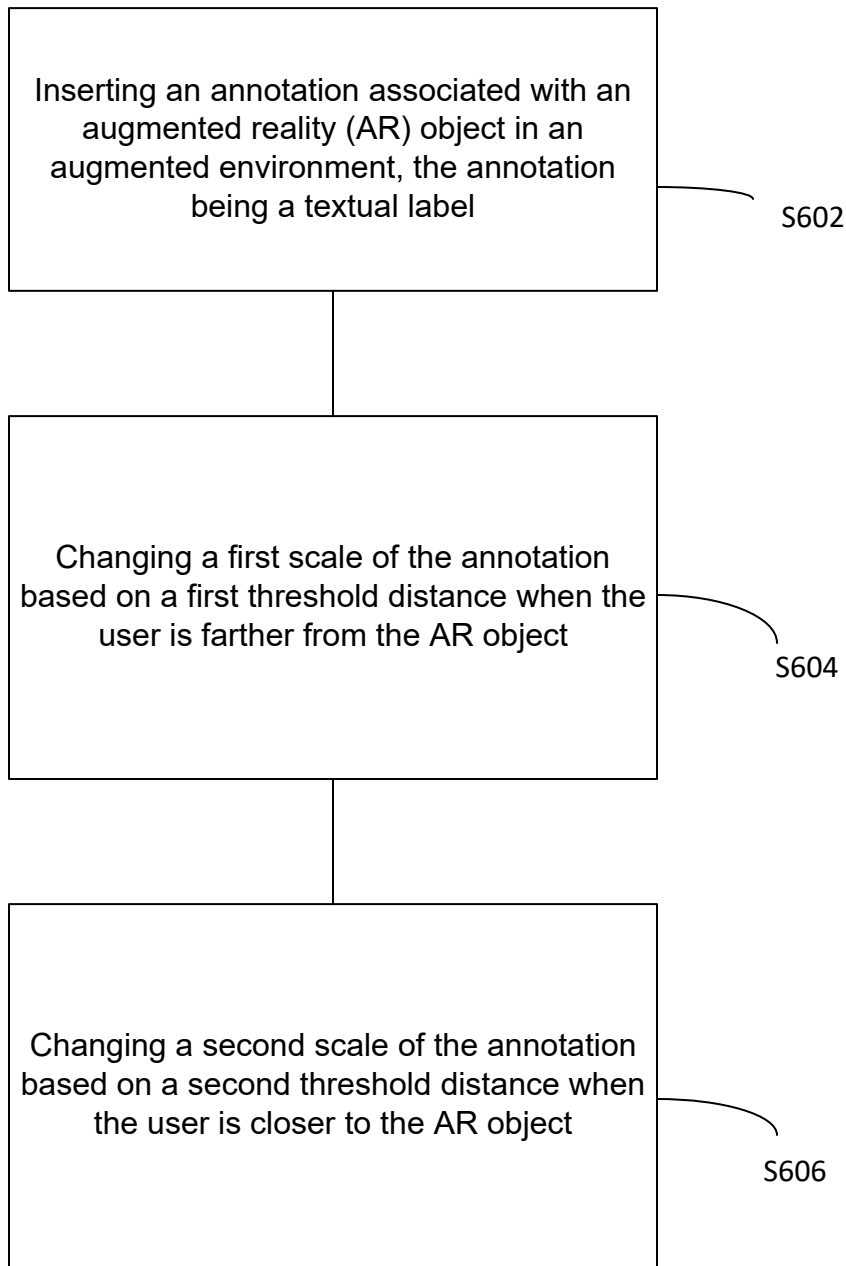 Inserting an annotation associated with an
augmented reality (AR) object in an
augmented environment, the annotation
being a textual label
S602
Changing a first scale of the annotation
based on a first threshold distance when the
user is farther from the AR object
S604
Changing a second scale of the annotation
based on a second threshold distance when
the user is closer to the AR object
S606